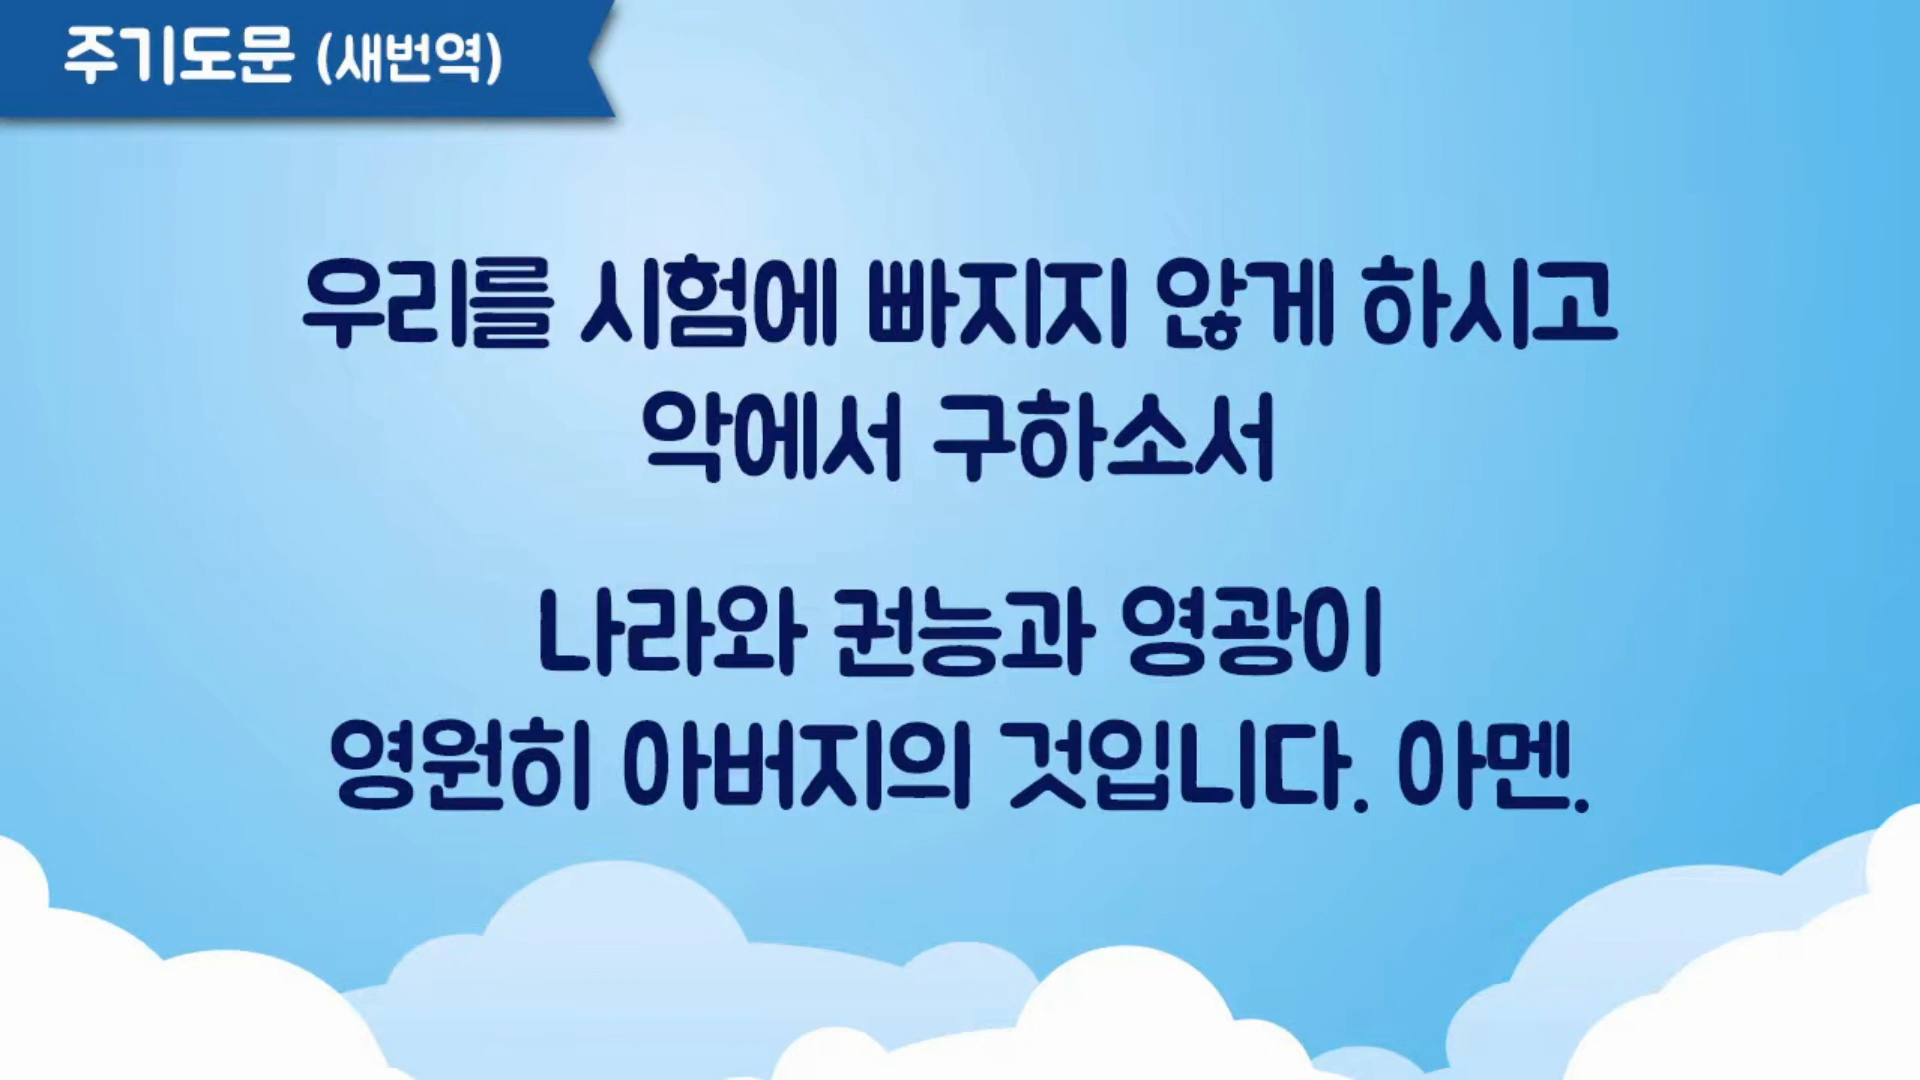 주기도문 (새번역)
우리를 시험에 빠지지 않게 하시고
악에서 구하소서
나라와 권능과 영광이
영원히 아버지의 것입니다. 아멘.